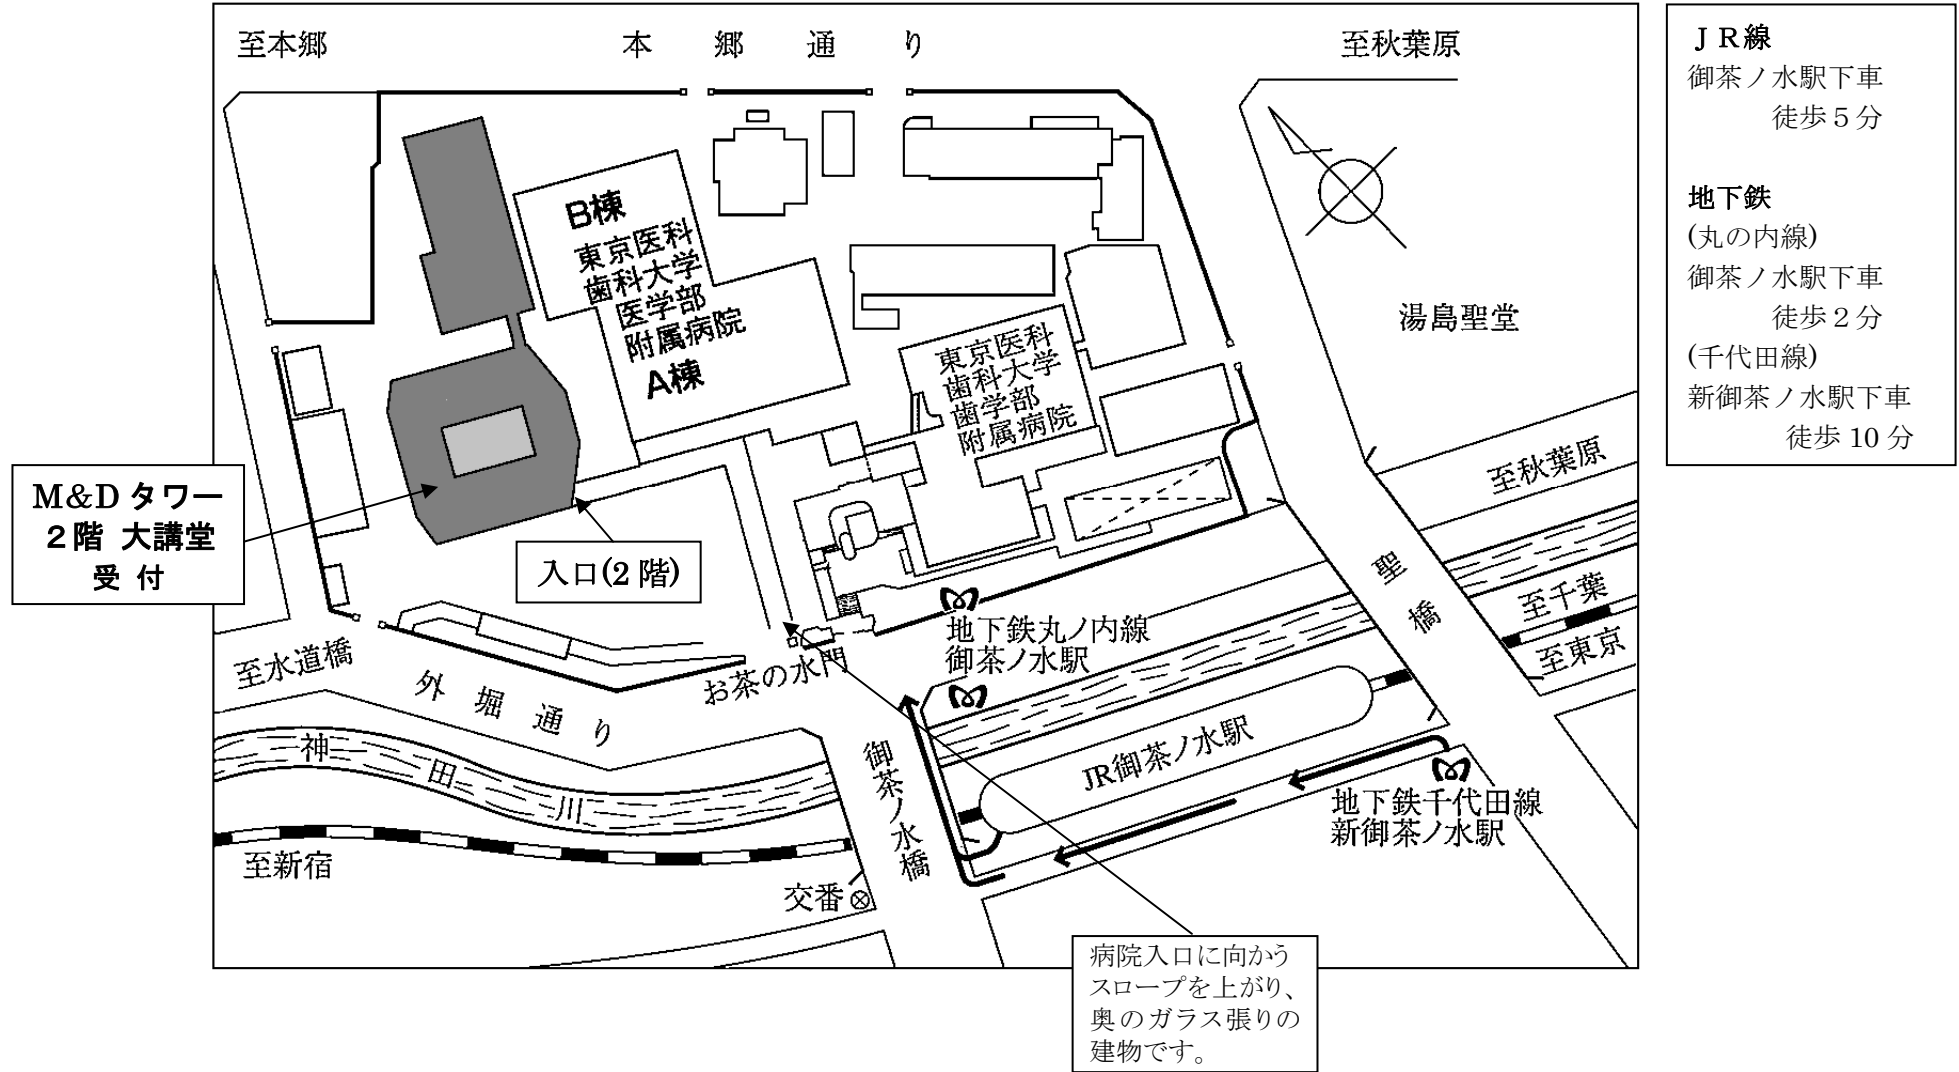 至本郷
本郷通り
至秋葉原
B棟
東京医科
歯科大学
医学部
附属病院
A棟
東京医科
歯科大学
歯学部
附属病院
湯島聖堂
至秋葉原
M&Dタワー
2階 大講堂
受付
入口(2階)
聖橋
至千葉
至東京
地下鉄丸ノ内線
御茶ノ水駅
至水道橋
外堀通り
お茶の水門
神田川
御茶ノ水橋
JR御茶ノ水駅
地下鉄千代田線
新御茶ノ水駅
至新宿
交番
病院入口に向かう
スロープを上がり、
奥のガラス張りの
建物です。
JR線
御茶ノ水駅下車
徒歩5分
地下鉄
(丸の内線)
御茶ノ水駅下車
徒歩2分
(千代田線)
新御茶ノ水駅下車
徒歩10分